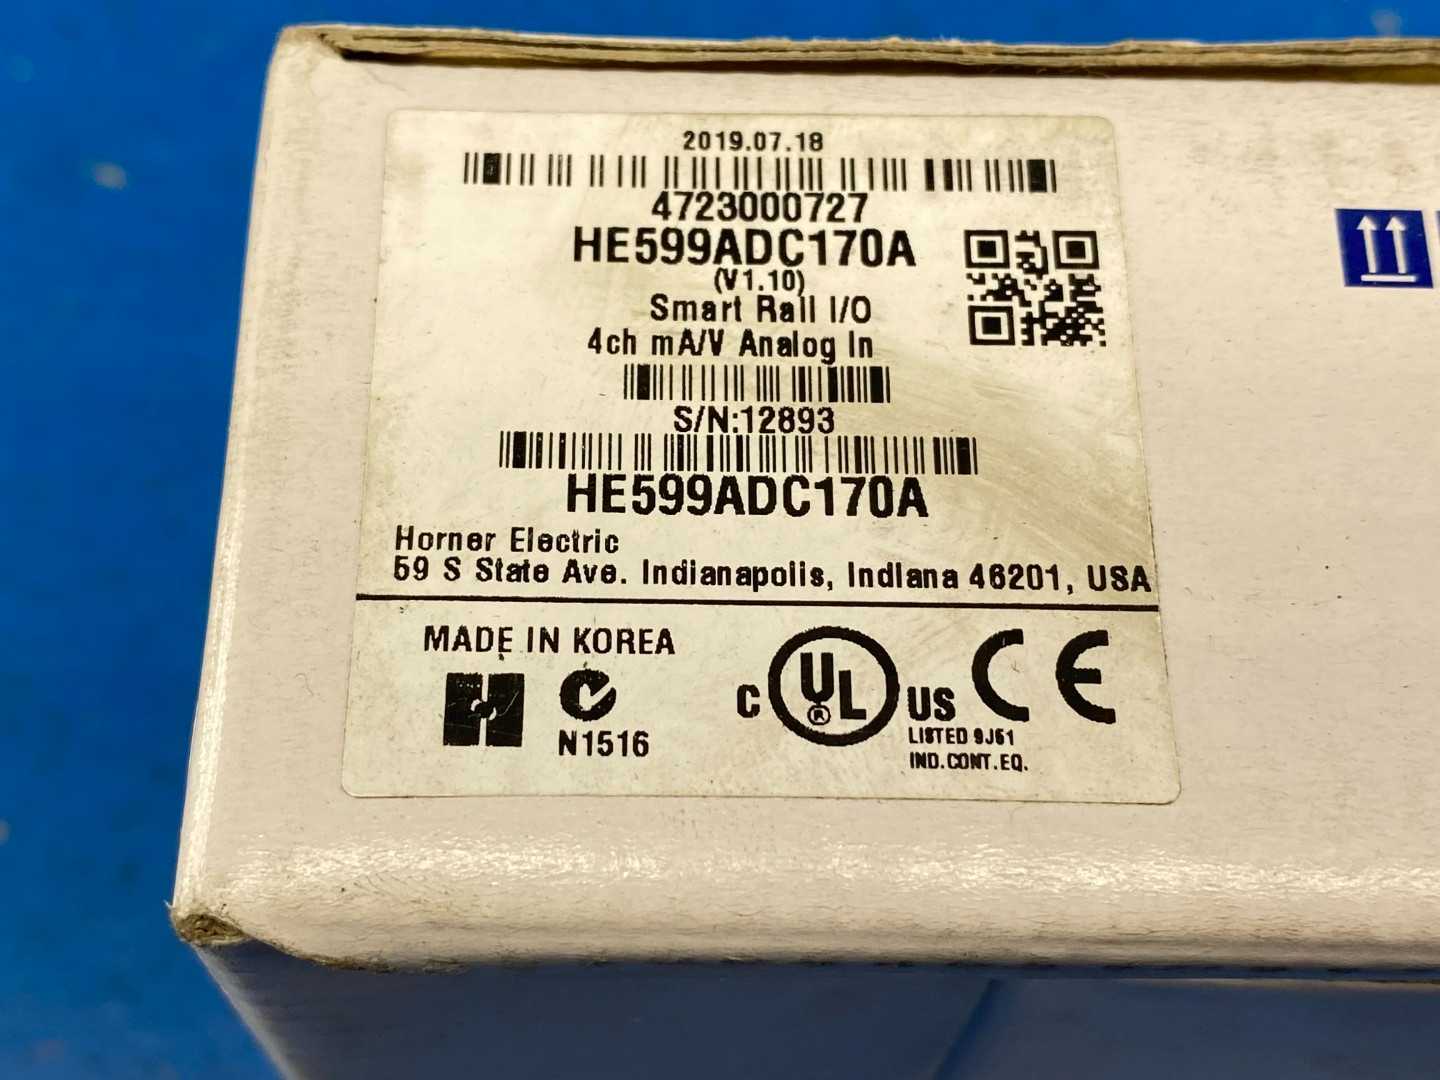 2019.07.18
4723000727
HE599ADC170A
(V1.10)
Smart Rail I/O
4ch mA/V Analog In
S/N:12893
HE599ADC170A
Horner Electric
59 S State Ave. Indianapolis, Indiana 46201, USA
MADE IN KOREA
N1516
C UL ® US CE
LISTED 9J51
IND.CONT.EQ.